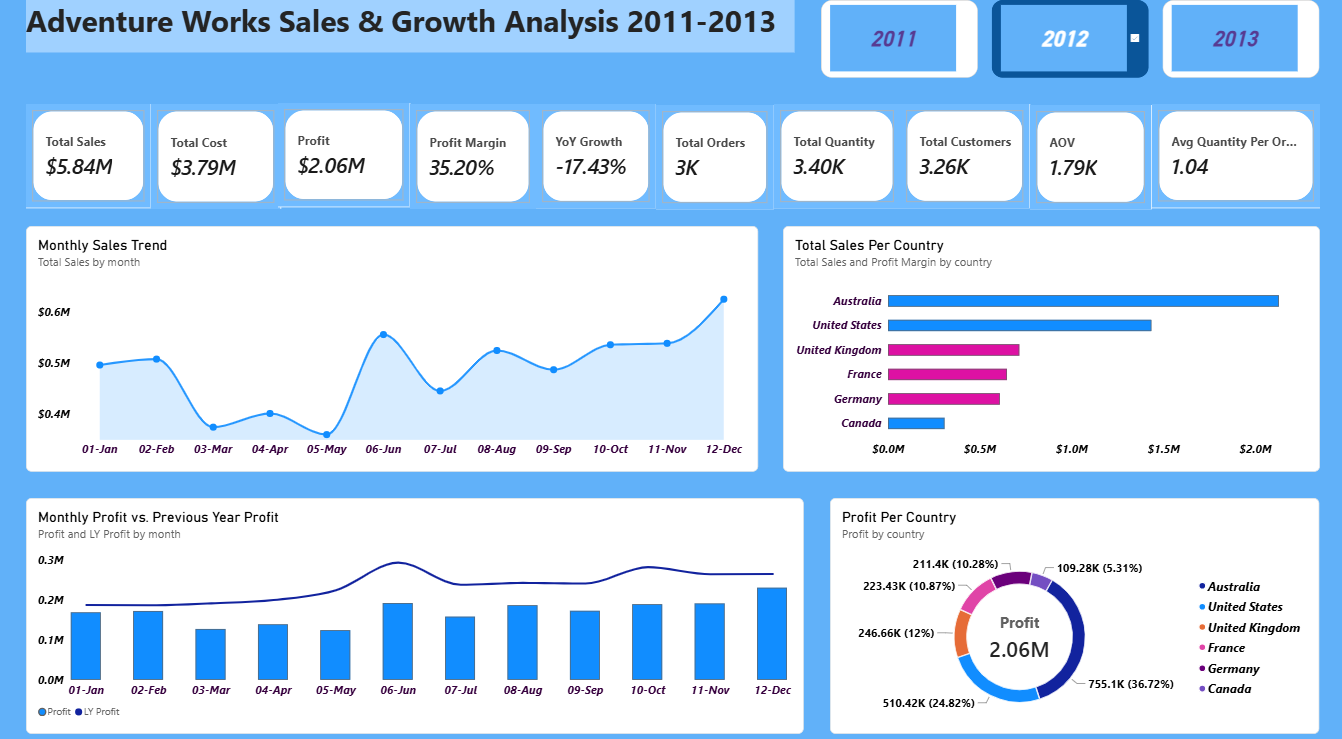 Adventure Works Sales & Growth Analysis 2011-2013
2011
2012
2013
Total Sales
$5.84M
Total Cost
$3.79M
Profit
$2.06M
Profit Margin
35.20%
YoY Growth
-17.43%
Total Orders
3K
Total Quantity
3.40K
Total Customers
3.26K
AOV
1.79K
Avg Quantity Per Or...
1.04
Monthly Sales Trend
Total Sales by month
$0.6M
$0.5M
$0.4M
01-Jan 02-Feb 03-Mar 04-Apr 05-May 06-Jun 07-Jul 08-Aug 09-Sep 10-Oct 11-Nov 12-Dec
Total Sales Per Country
Total Sales and Profit Margin by country
Australia
United States
United Kingdom
France
Germany
Canada
$0.0M $0.5M $1.0M $1.5M $2.0M
Monthly Profit vs. Previous Year Profit
Profit and LY Profit by month
0.3M
0.2M
0.1M
0.0M
01-Jan 02-Feb 03-Mar 04-Apr 05-May 06-Jun 07-Jul 08-Aug 09-Sep 10-Oct 11-Nov 12-Dec
Profit LY Profit
Profit Per Country
Profit by country
211.4K (10.28%)
109.28K (5.31%)
223.43K (10.87%)
246.66K (12%)
510.42K (24.82%)
755.1K (36.72%)
Profit
2.06M
Australia
United States
United Kingdom
France
Germany
Canada